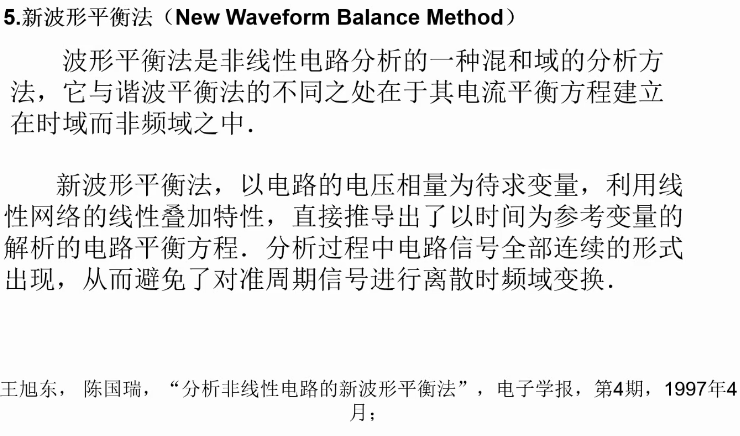 5.新波形平衡法（New Waveform Balance Method）
波形平衡法是非线性电路分析的一种混和域的分析方
法，它与谐波平衡法的不同之处在于其电流平衡方程建立
在时域而非频域之中．
新波形平衡法，以电路的电压相量为待求变量，利用线
性网络的线性叠加特性，直接推导出了以时间为参考变量的
解析的电路平衡方程．分析过程中电路信号全部连续的形式
出现，从而避免了对准周期信号进行离散时频域变换．
王旭东， 陈国瑞，“分析非线性电路的新波形平衡法”，电子学报，第4期，1997年4
月；